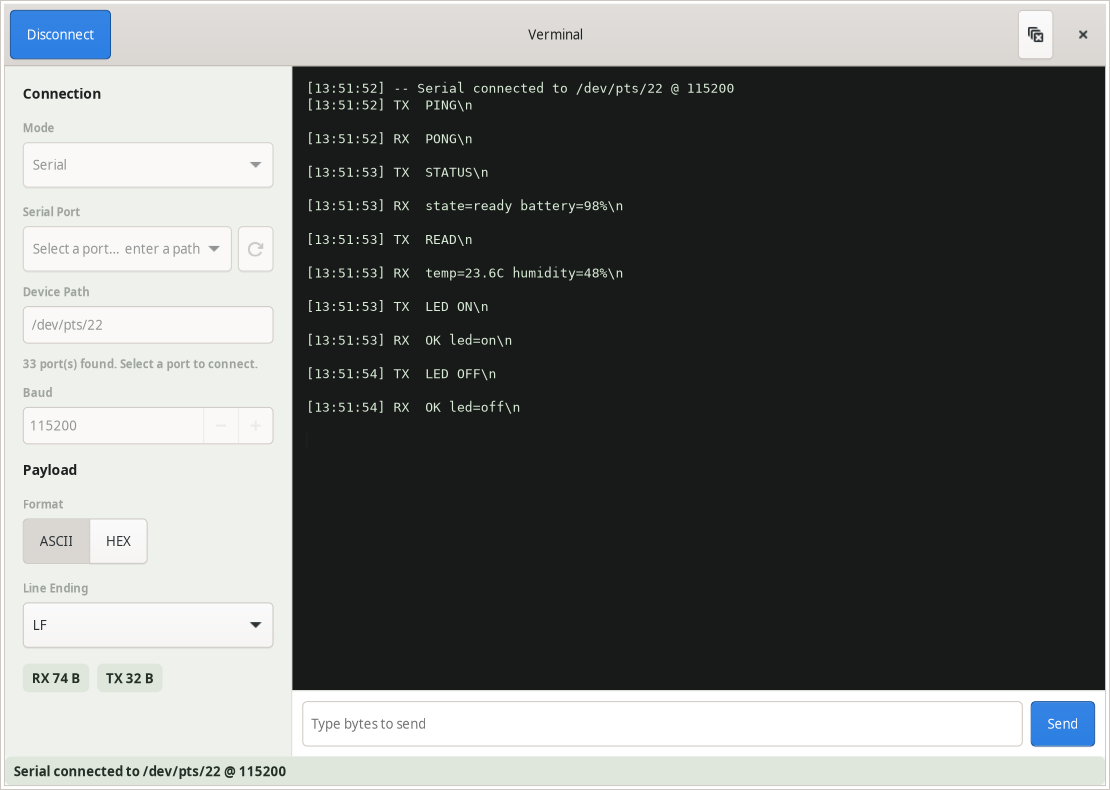 Disconnect
Verminal
Connection
Mode
Serial
Serial Port
Select a port… enter a path
Device Path
/dev/pts/22
33 port(s) found. Select a port to connect.
Baud
115200
Payload
Format
ASCII HEX
Line Ending
LF
RX 74 B TX 32 B
[13:51:52] -- Serial connected to /dev/pts/22 @ 115200
[13:51:52] TX  PING\n
[13:51:52] RX  PONG\n
[13:51:53] TX  STATUS\n
[13:51:53] RX  state=ready battery=98%\n
[13:51:53] TX  READ\n
[13:51:53] RX  temp=23.6C humidity=48%\n
[13:51:53] TX  LED ON\n
[13:51:53] RX  OK led=on\n
[13:51:54] TX  LED OFF\n
[13:51:54] RX  OK led=off\n
Type bytes to send
Send
Serial connected to /dev/pts/22 @ 115200